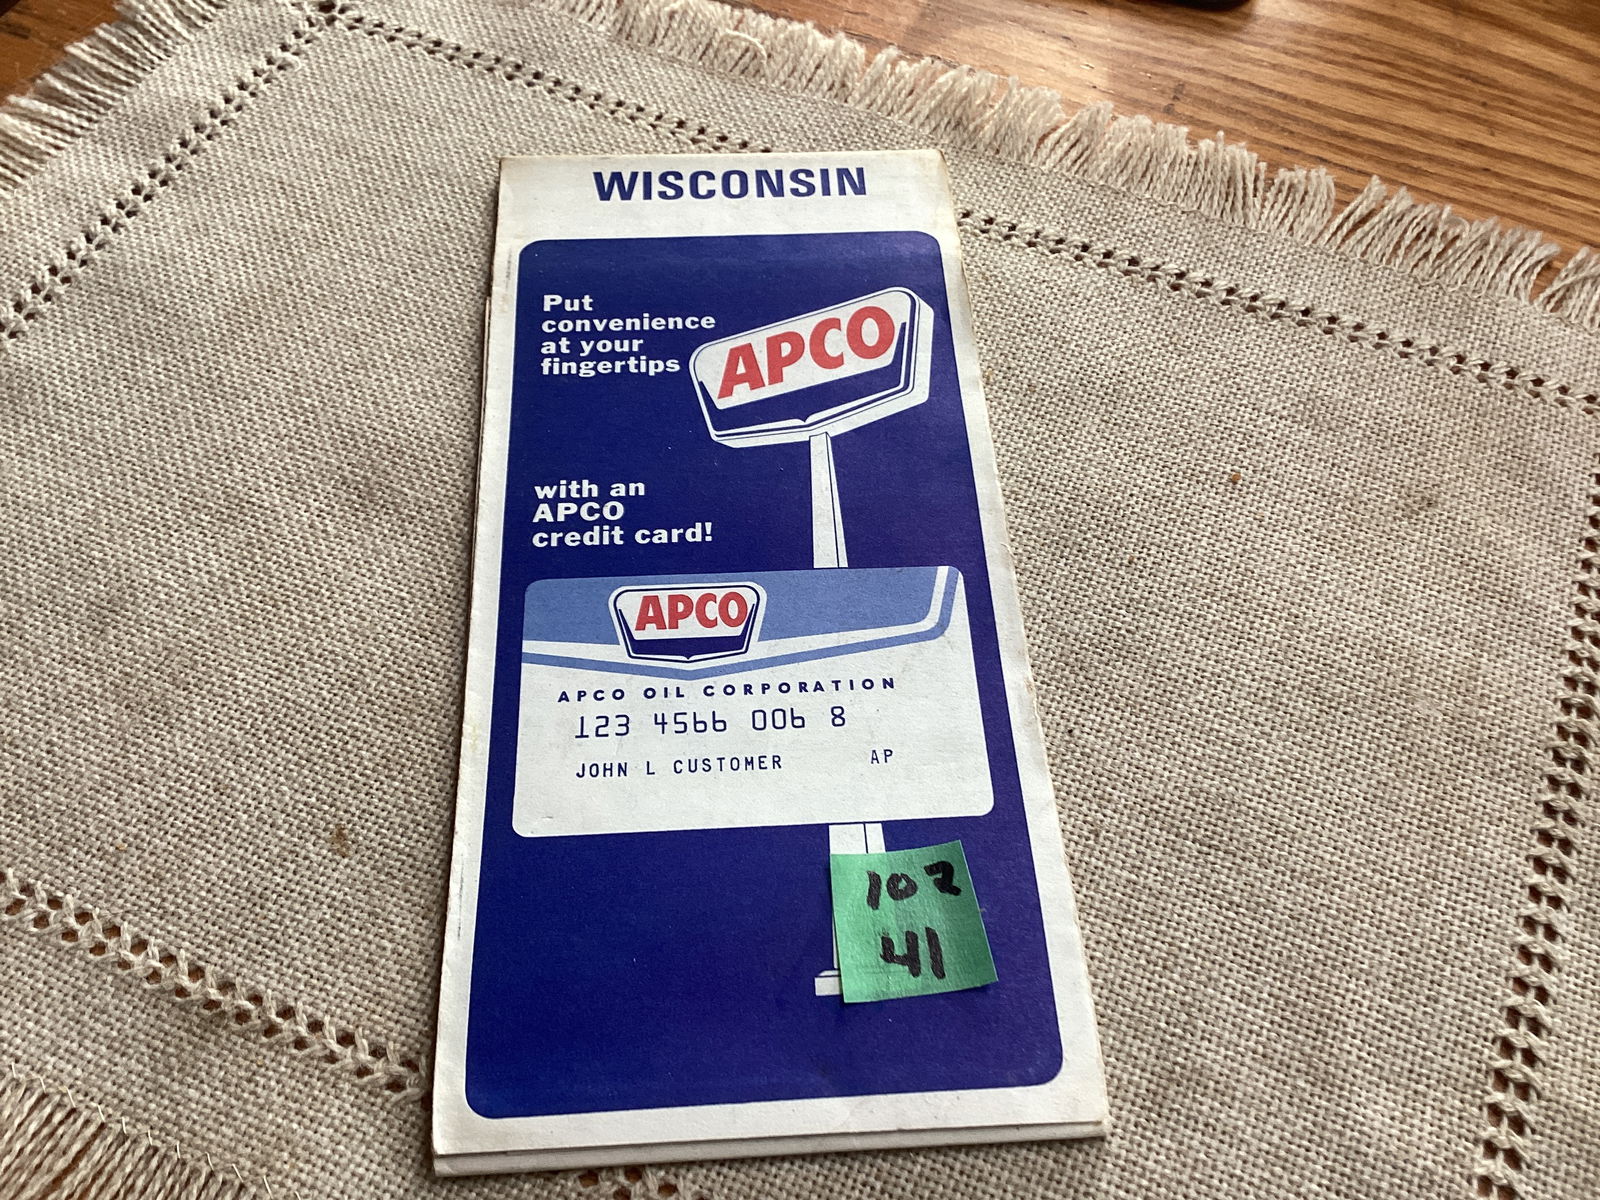 WISCONSIN
Put
convenience
at your
fingertips
APCO
with an
APCO
credit card!
APCO
APCO OIL CORPORATION
123 4566 006 8
JOHN L CUSTOMER AP
102
41